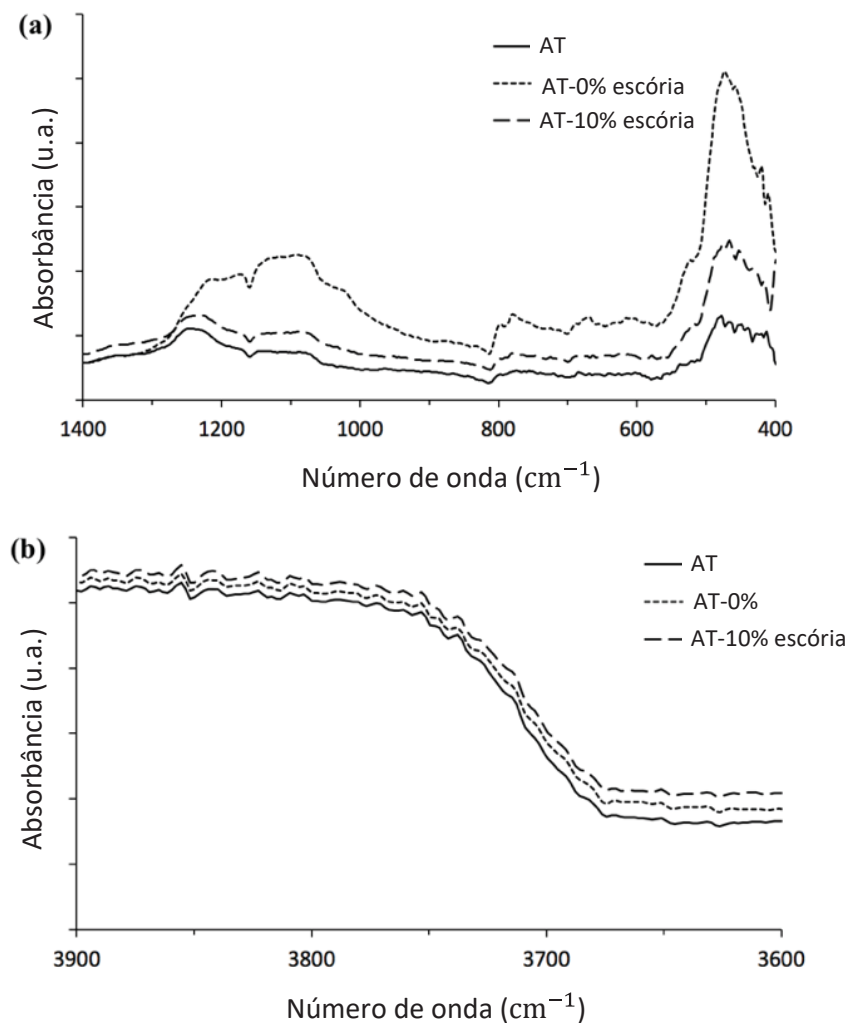 (a)
AT
AT-0% escória
AT-10% escória
Absorbância (u.a.)
1400 1200 1000 800 600 400
Número de onda (cm⁻¹)
(b)
AT
AT-0%
AT-10% escória
Absorbância (u.a.)
3900 3800 3700 3600
Número de onda (cm⁻¹)